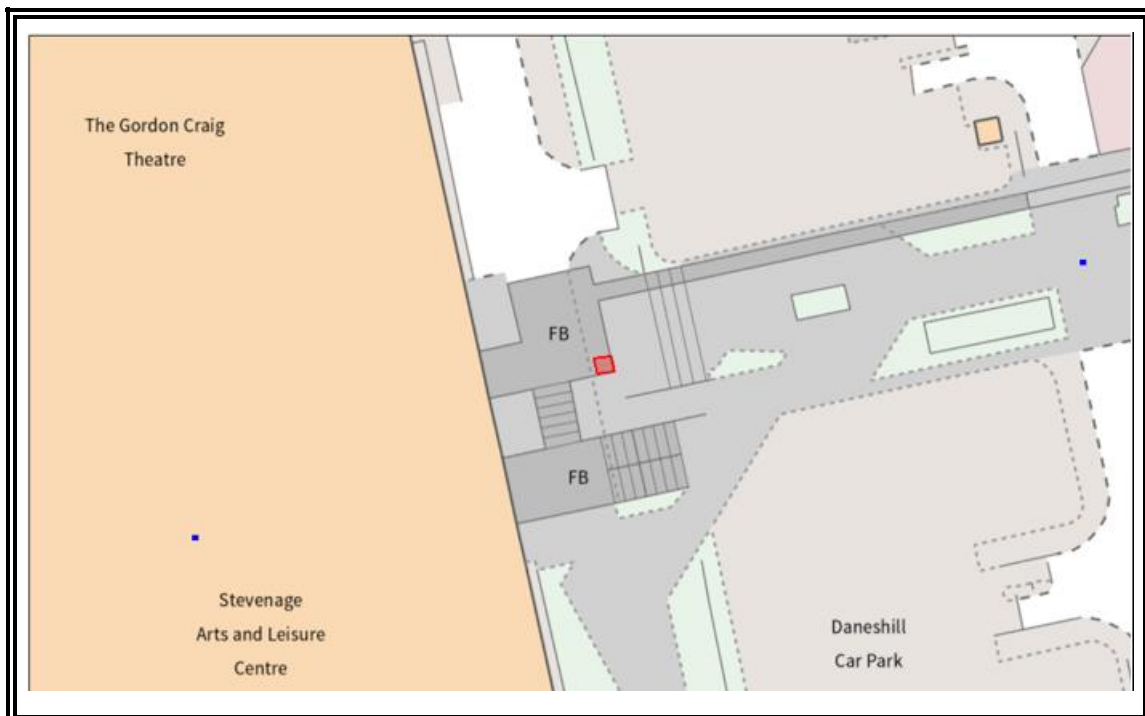 The Gordon Craig
Theatre
FB
FB
Stevenage
Arts and Leisure
Centre
Daneshill
Car Park